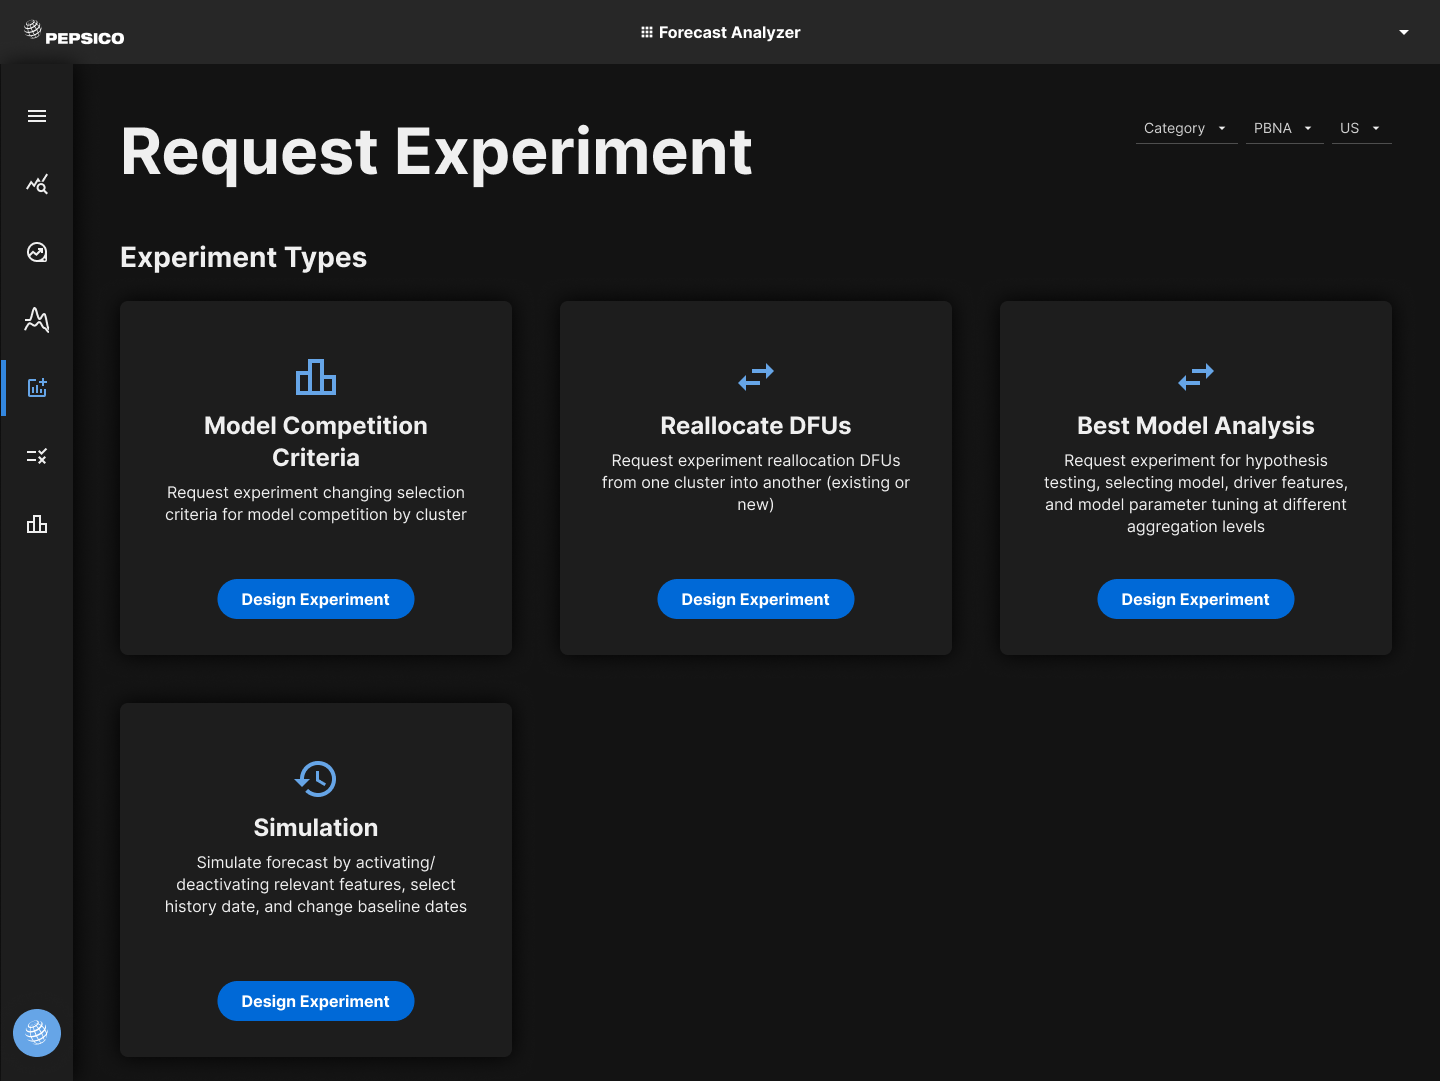 PEPSICO
Forecast Analyzer
Request Experiment
Category
PBNA
US
Experiment Types
Model Competition
Criteria
Request experiment changing selection
criteria for model competition by cluster
Design Experiment
Reallocate DFUs
Request experiment reallocation DFUs
from one cluster into another (existing or
new)
Design Experiment
Best Model Analysis
Request experiment for hypothesis
testing, selecting model, driver features,
and model parameter tuning at different
aggregation levels
Design Experiment
Simulation
Simulate forecast by activating/
deactivating relevant features, select
history date, and change baseline dates
Design Experiment